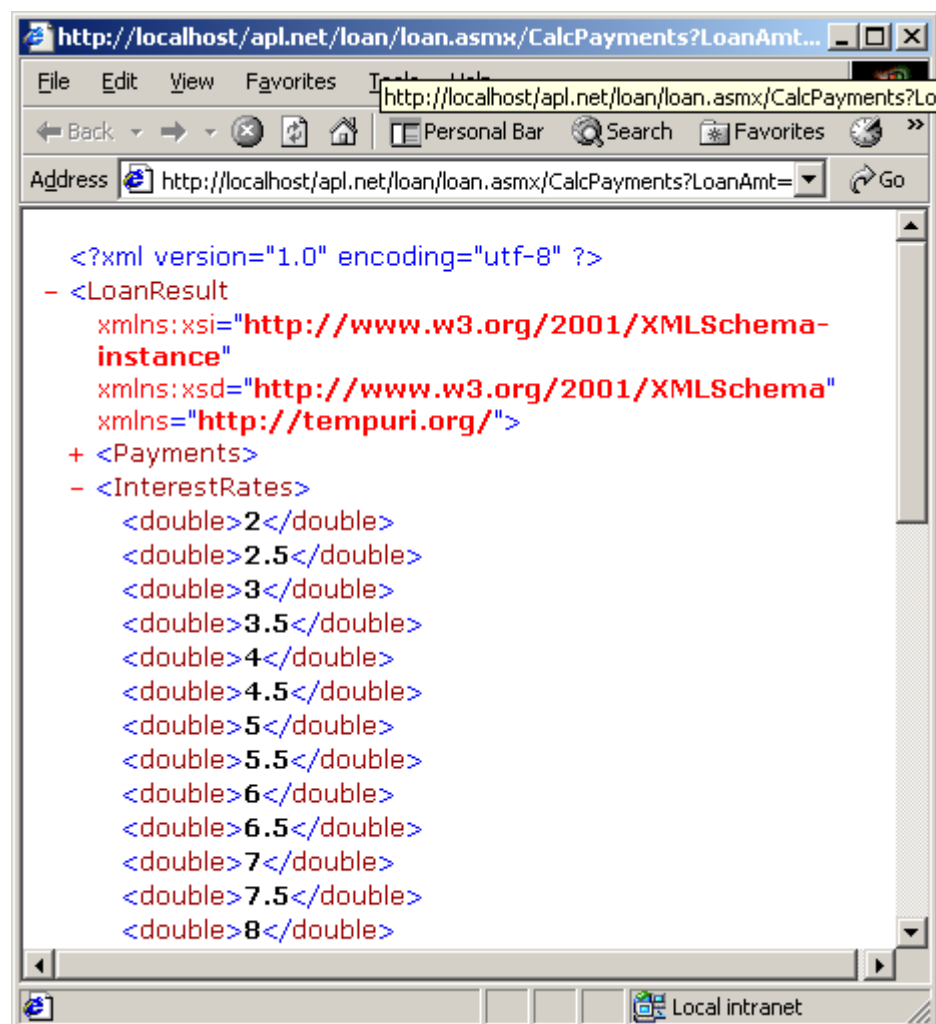 http://localhost/apl.net/loan/loan.asmx/CalcPayments?LoanAmt...
File Edit View Favorites
http://localhost/apl.net/loan/loan.asmx/CalcPayments?Lo
Back Personal Bar Search Favorites »
Address http://localhost/apl.net/loan/loan.asmx/CalcPayments?LoanAmt= Go
<?xml version="1.0" encoding="utf-8" ?>
- <LoanResult
xmlns:xsi="http://www.w3.org/2001/XMLSchema-
instance"
xmlns:xsd="http://www.w3.org/2001/XMLSchema"
xmlns="http://tempuri.org/">
+ <Payments>
- <InterestRates>
<double>2</double>
<double>2.5</double>
<double>3</double>
<double>3.5</double>
<double>4</double>
<double>4.5</double>
<double>5</double>
<double>5.5</double>
<double>6</double>
<double>6.5</double>
<double>7</double>
<double>7.5</double>
<double>8</double>
Local intranet